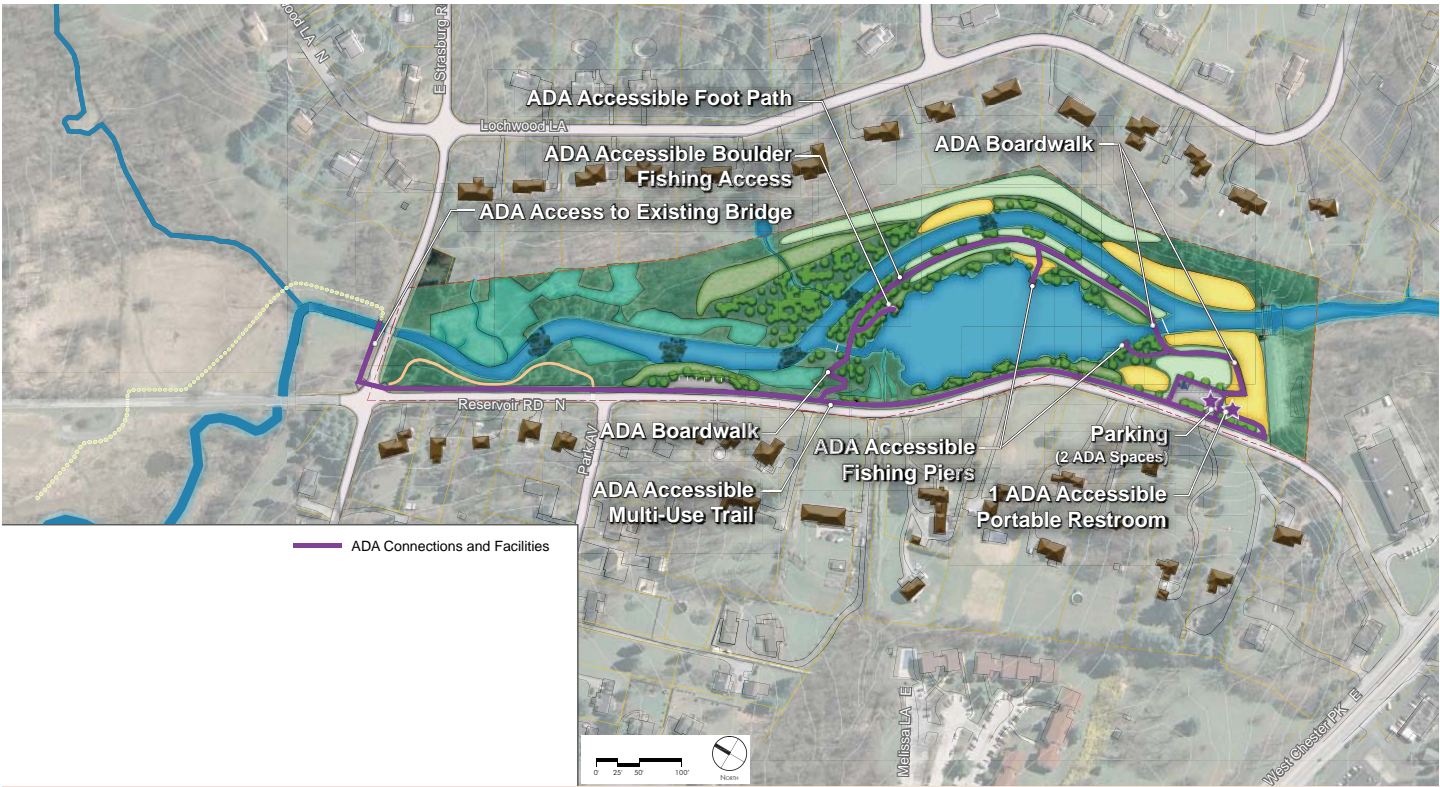 wood LA N
E Strasburg R
Lochwood LA
ADA Accessible Foot Path
ADA Accessible Boulder
Fishing Access
ADA Access to Existing Bridge
ADA Boardwalk
Reservoir RD N
Park AV
ADA Boardwalk
ADA Accessible
Multi-Use Trail
ADA Accessible
Fishing Piers
Parking
(2 ADA Spaces)
1 ADA Accessible
Portable Restroom
ADA Connections and Facilities
0' 25' 50' 100'
North
Melissa LA E
West Chester PK E